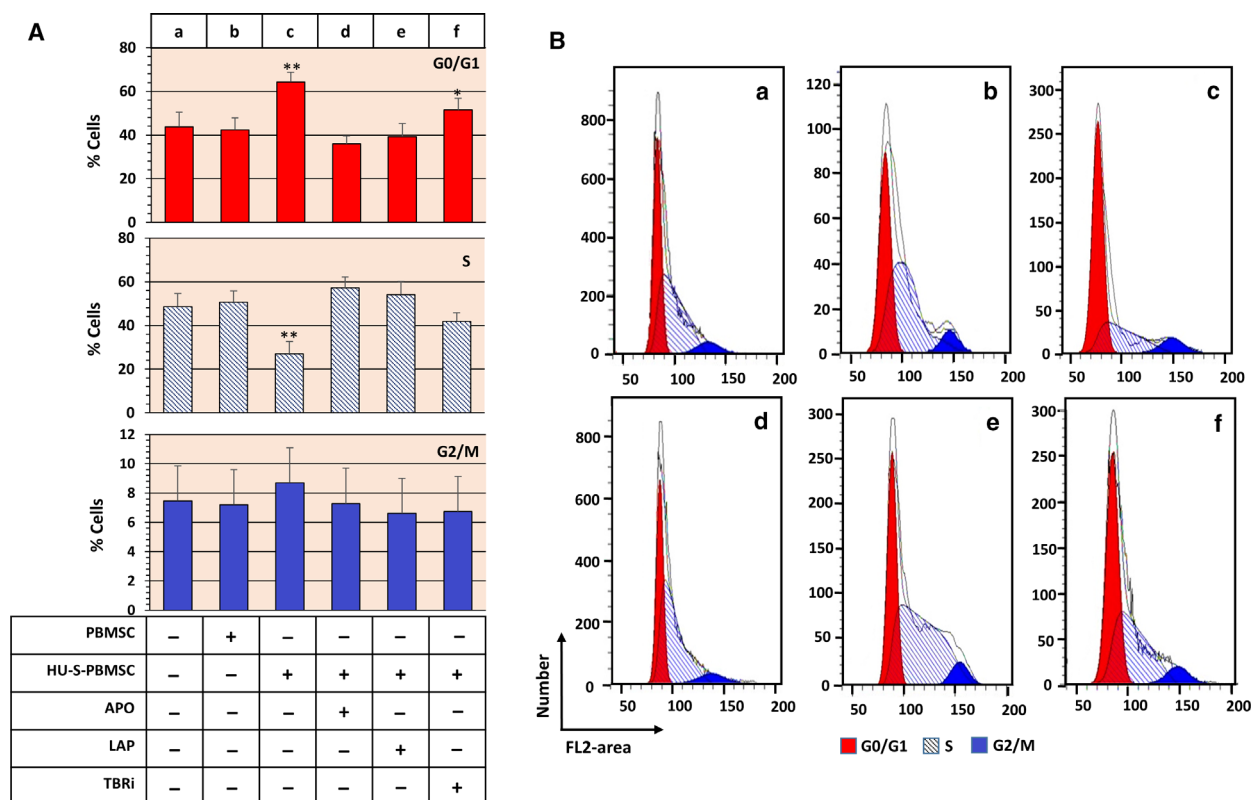 A
a b c d e f
80
60
40
20
0
% Cells
G0/G1
**
*
80
60
40
20
0
% Cells
S
**
12
10
8
6
4
2
0
% Cells
G2/M
PBMSC – + – – – –
HU-S-PBMSC – – + + + +
APO – – – + – –
LAP – – – – + –
TBRi – – – – – +
B
a
800
600
400
200
0
50 100 150 200
b
120
100
80
60
40
20
0
50 100 150 200
c
300
250
200
150
100
50
0
50 100 150 200
d
800
600
400
200
0
50 100 150 200
e
300
250
200
150
100
50
0
50 100 150 200
f
300
250
200
150
100
50
0
50 100 150 200
Number
FL2-area
G0/G1 S G2/M